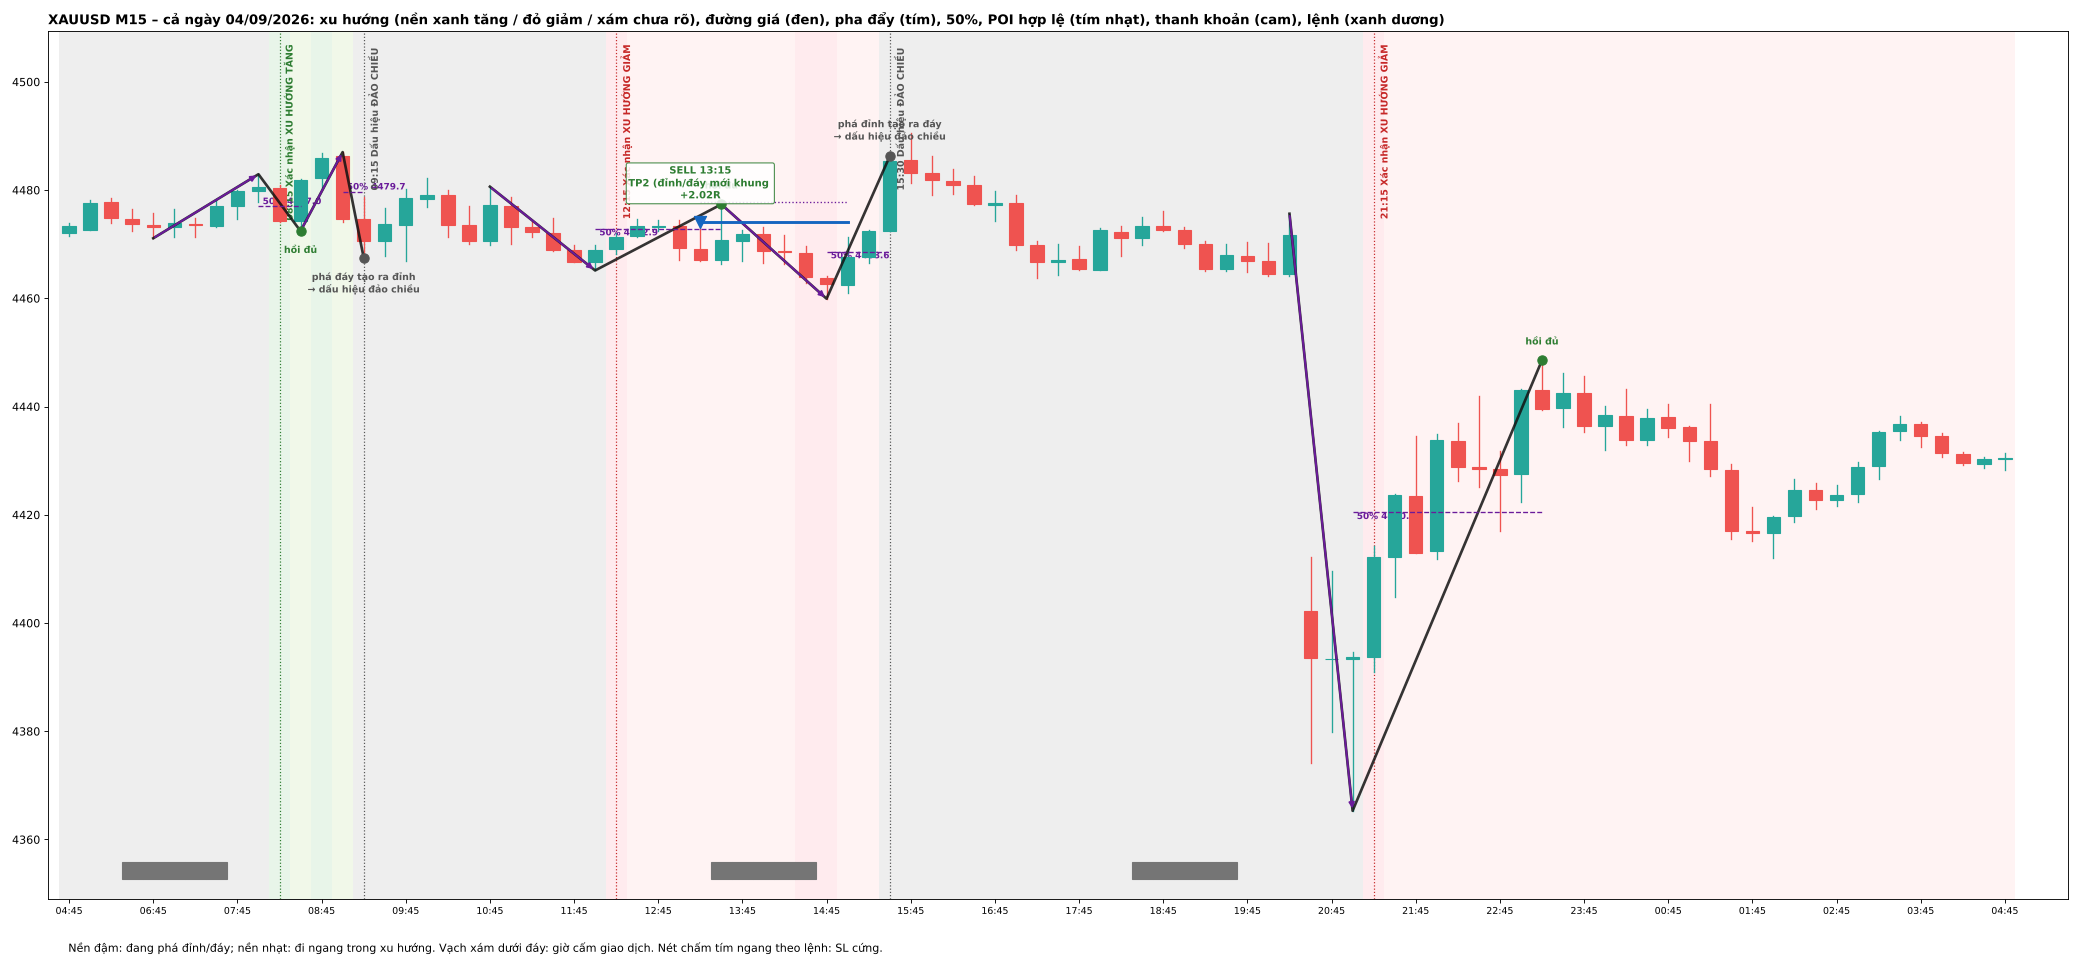 XAUUSD M15 – cả ngày 04/09/2026: xu hướng (nền xanh tăng / đỏ giảm / xám chưa rõ), đường giá (đen), pha đẩy (tím), 50%, POI hợp lệ (tím nhạt), thanh khoản (cam), lệnh (xanh dương)
4500
4480
4460
4440
4420
4400
4380
4360
Xác nhận XU HƯỚNG TĂNG
Dấu hiệu ĐẢO CHIỀU
nhận XU HƯỚNG GIẢM
15:30 Dấu hiệu ĐẢO CHIỀU
21:15 Xác nhận XU HƯỚNG GIẢM
50%
50% 4479.7
hồi đủ
phá đáy tạo ra đỉnh
→ dấu hiệu đảo chiều
SELL 13:15
TP2 (đỉnh/đáy mới khung
+2.02R
50%
50%
phá đỉnh tạo ra đáy
→ dấu hiệu đảo chiều
hồi đủ
50%
04:45
06:45
07:45
08:45
09:45
10:45
11:45
12:45
13:45
14:45
15:45
16:45
17:45
18:45
19:45
20:45
21:45
22:45
23:45
00:45
01:45
02:45
03:45
04:45
Nền đậm: đang phá đỉnh/đáy; nền nhạt: đi ngang trong xu hướng. Vạch xám dưới đáy: giờ cấm giao dịch. Nét chấm tím ngang theo lệnh: SL cứng.